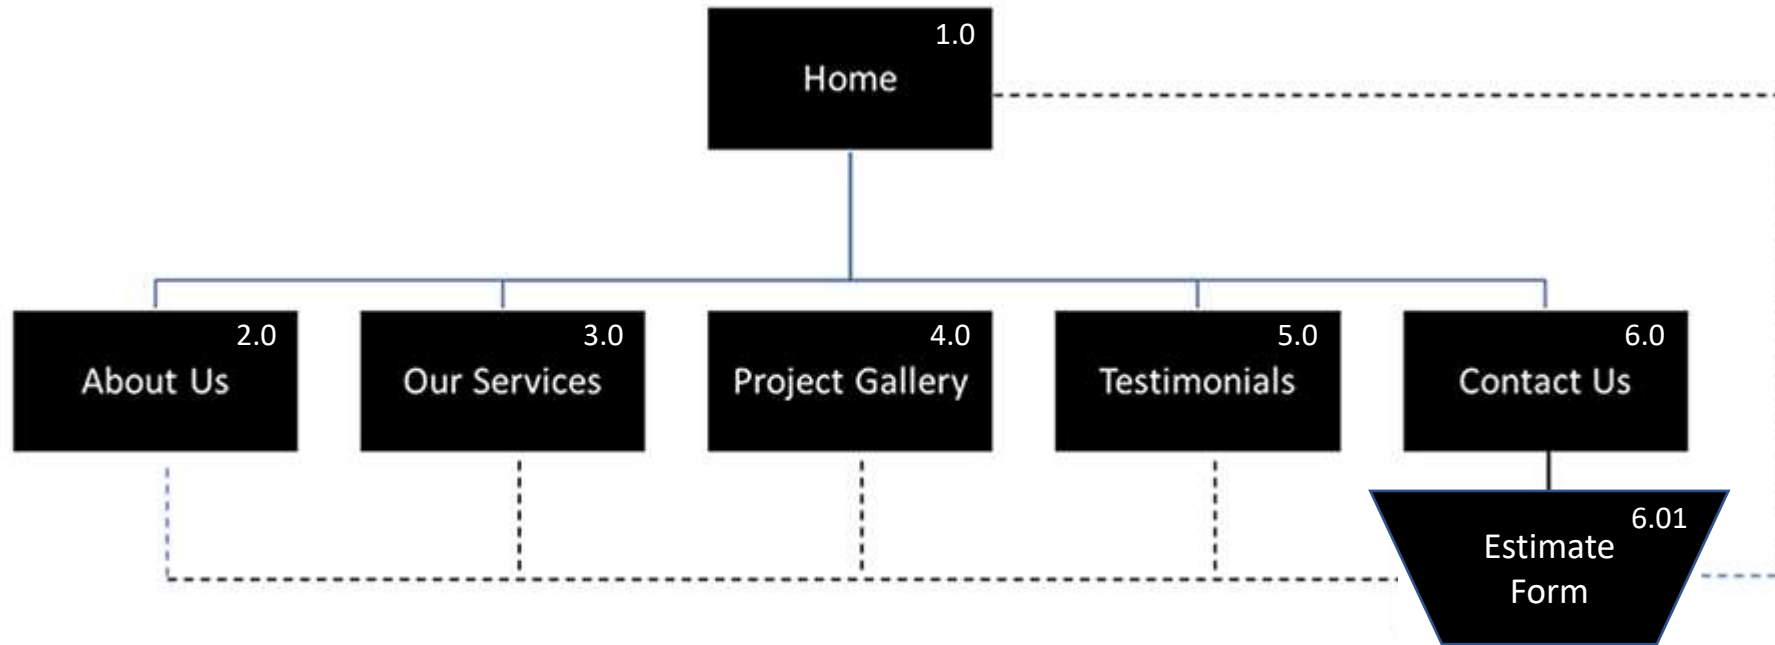 1.0
Home
2.0
About Us
3.0
Our Services
4.0
Project Gallery
5.0
Testimonials
6.0
Contact Us
6.01
Estimate
Form